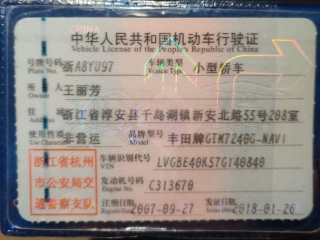 中华人民共和国机动车行驶证
Vehicle License of the People's Republic of China
号牌号码 浙A8YU97 车辆类型 小型轿车
Plate No. Vehicle Type
所有人 王丽芳
Owner
住址 浙江省淳安县千岛湖镇新安北路55号208室
Address
使用性质 非营运 品牌型号 丰田牌GTM7240G-NAVI
Use Character Model
浙江省杭州市公安局交通警察支队
车辆识别代号 LVGBE40K57G140840
VIN
发动机号码 C313670
Engine No.
注册日期 2007-09-27 发证日期 2018-01-26
Register Date Issue Date